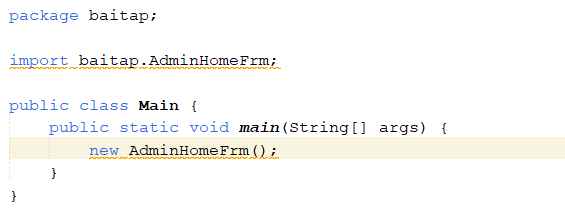 package baitap;
import baitap.AdminHomeFrm;
public class Main {
    public static void main(String[] args) {
        new AdminHomeFrm();
    }
}